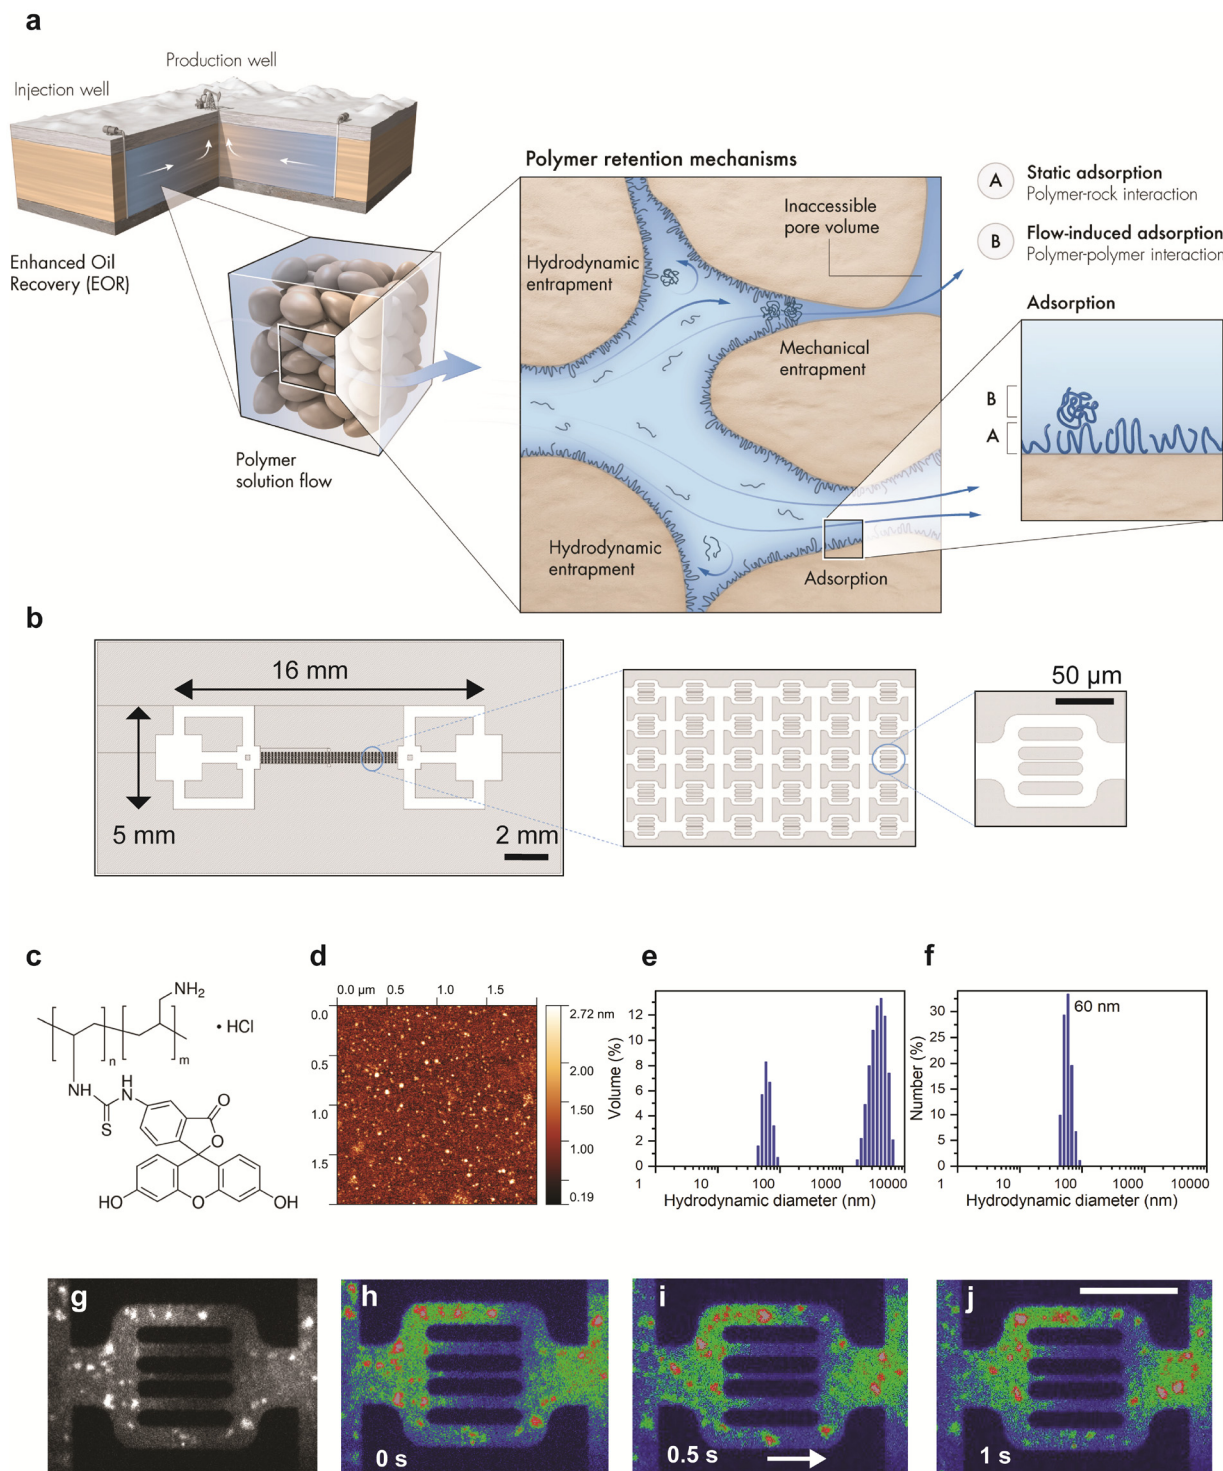 a
Production well
Injection well
Enhanced Oil
Recovery (EOR)
Polymer
solution flow
Polymer retention mechanisms
Inaccessible
pore volume
Hydrodynamic
entrapment
Mechanical
entrapment
Hydrodynamic
entrapment
Adsorption
A
Static adsorption
Polymer-rock interaction
B
Flow-induced adsorption
Polymer-polymer interaction
Adsorption
B
A
b
16 mm
5 mm
2 mm
50 µm
c
NH2
n
m
• HCl
NH
H
N
S
O
O
HO
O
OH
d
0.0 µm 0.5 1.0 1.5
0.0
0.5
1.0
1.5
2.72 nm
2.00
1.50
1.00
0.19
e
Volume (%)
12
10
8
6
4
2
0
1 10 100 1000 10000
Hydrodynamic diameter (nm)
f
60 nm
Number (%)
30
25
20
15
10
5
0
1 10 100 1000 10000
Hydrodynamic diameter (nm)
g
h
0 s
i
0.5 s
j
1 s